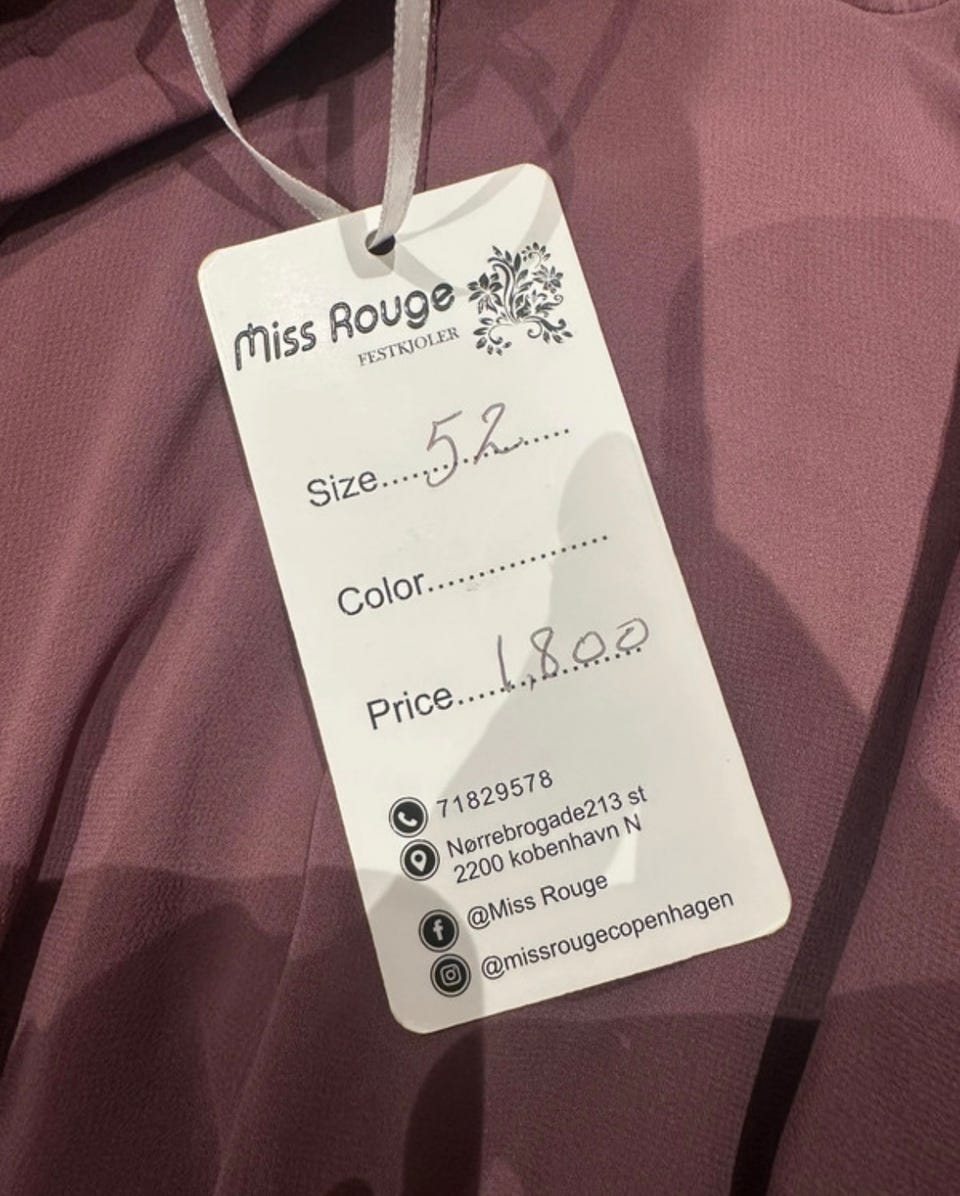 Miss Rouge
FESTKJOLER
Size.....52.....
Color..................
Price.....1,800.....
71829578
Nørrebrogade213 st
2200 kobenhavn N
@Miss Rouge
@missrougecopenhagen